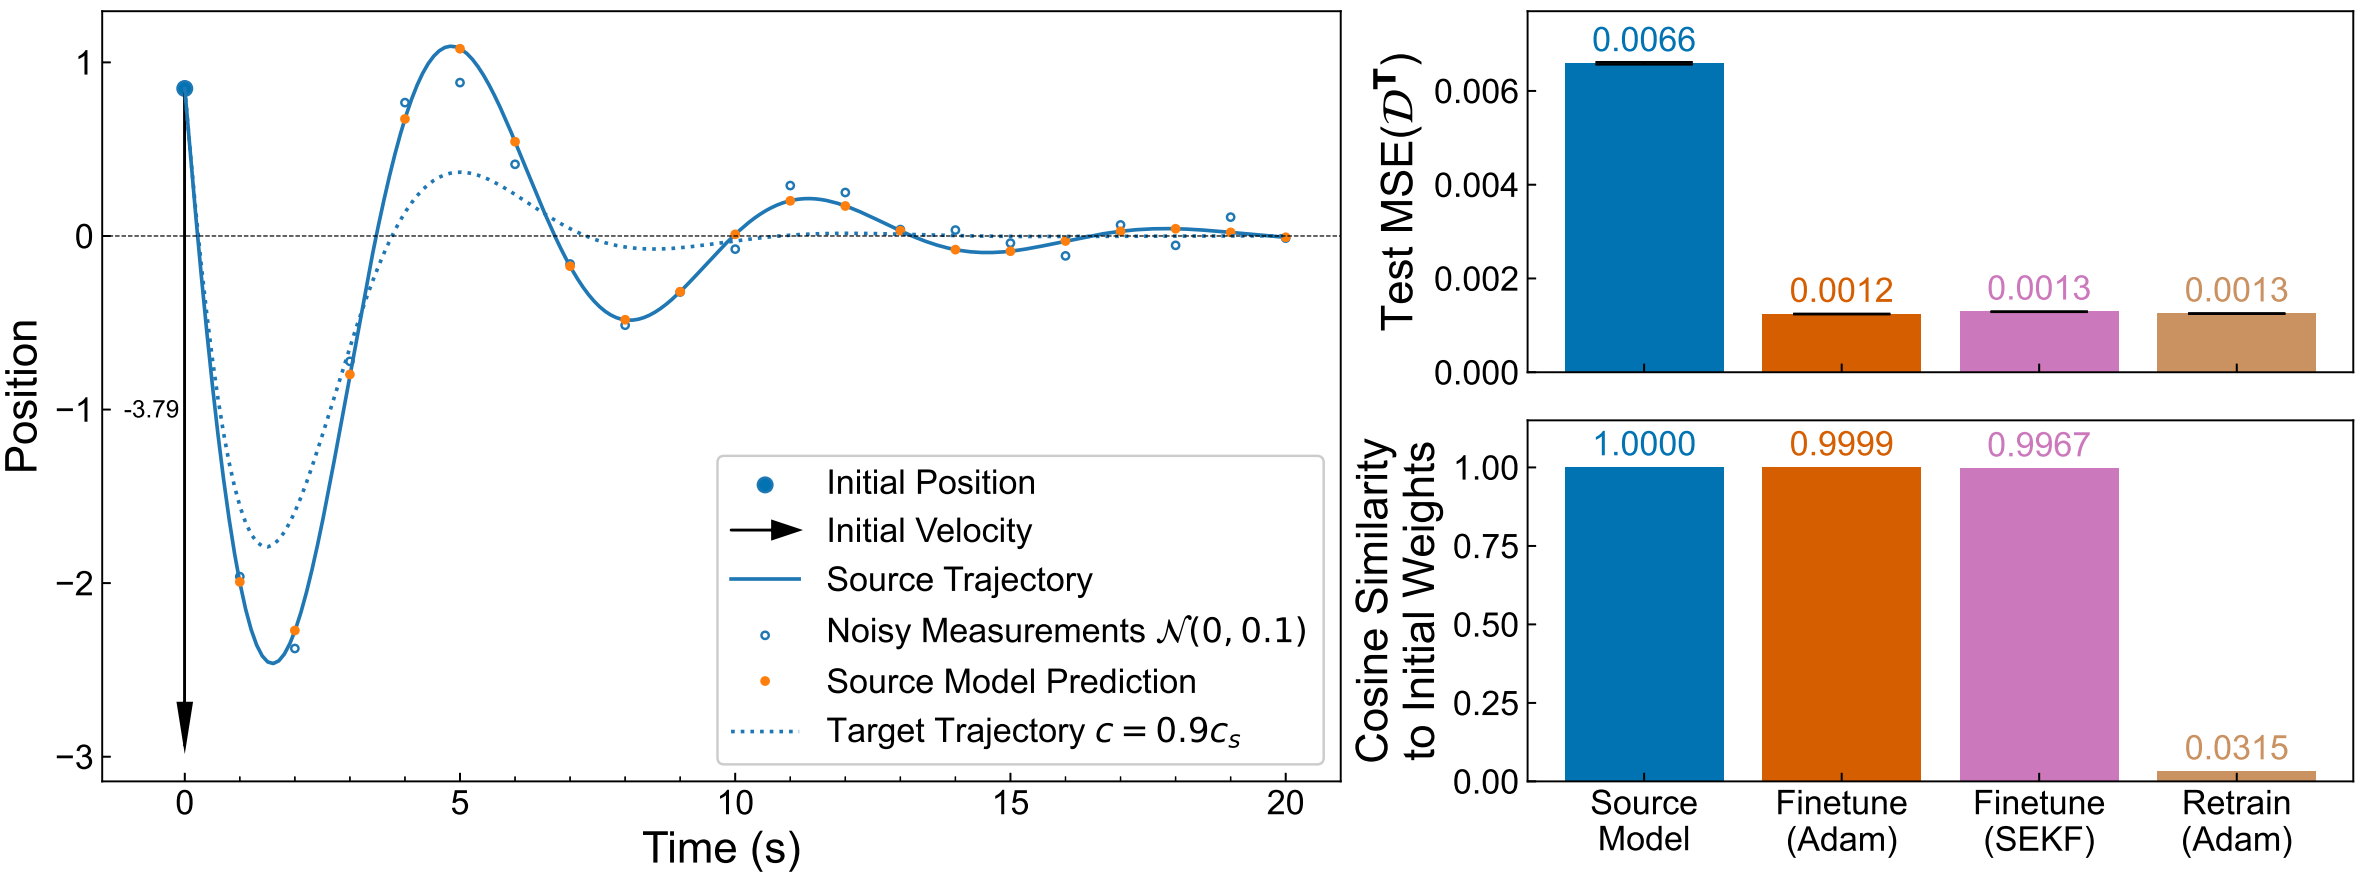 Position
1
0
−1
−2
−3
-3.79
0
5
10
15
20
Time (s)
Initial Position
Initial Velocity
Source Trajectory
Noisy Measurements 𝒩(0, 0.1)
Source Model Prediction
Target Trajectory c = 0.9cₛ
Test MSE(𝒟ᵀ)
0.006
0.004
0.002
0.000
0.0066
0.0012
0.0013
0.0013
Cosine Similarity
to Initial Weights
1.00
0.75
0.50
0.25
0.00
1.0000
0.9999
0.9967
0.0315
Source
Model
Finetune
(Adam)
Finetune
(SEKF)
Retrain
(Adam)